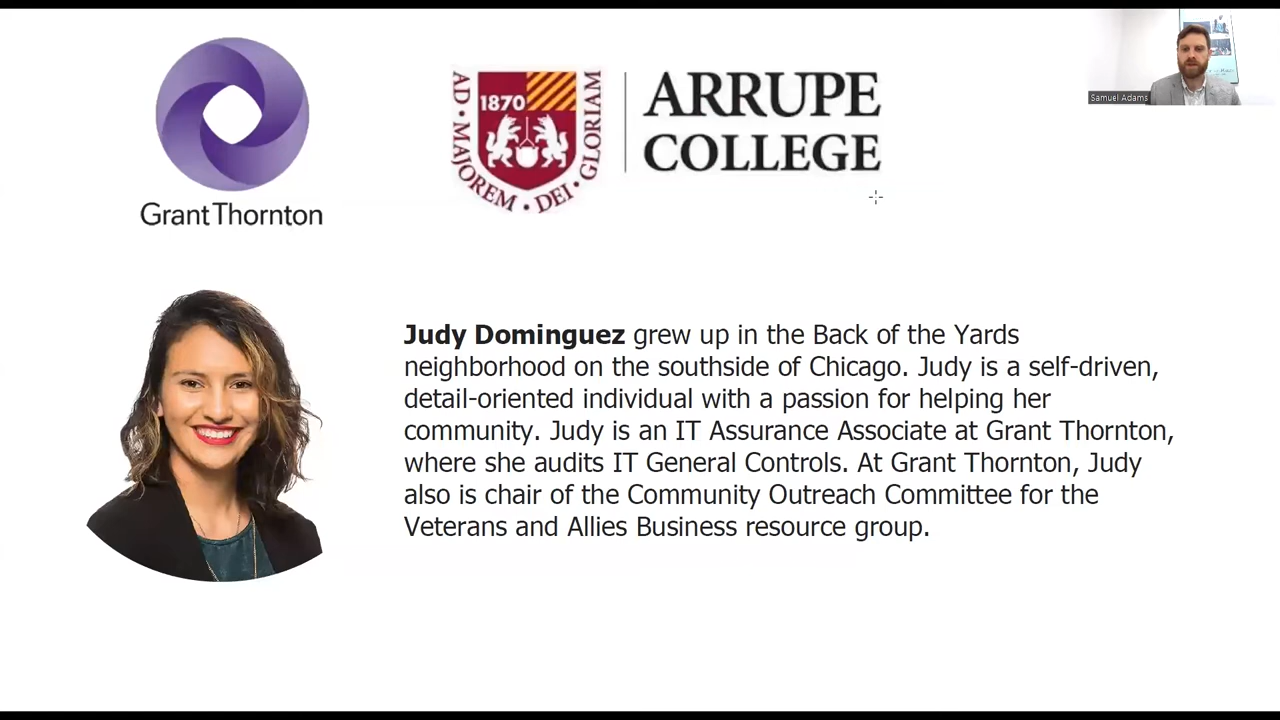 Grant Thornton
AD • MAJOREM • DEI • GLORIAM
1870
ARRUPE
COLLEGE
Samuel Adams
Judy Dominguez grew up in the Back of the Yards
neighborhood on the southside of Chicago. Judy is a self-driven,
detail-oriented individual with a passion for helping her
community. Judy is an IT Assurance Associate at Grant Thornton,
where she audits IT General Controls. At Grant Thornton, Judy
also is chair of the Community Outreach Committee for the
Veterans and Allies Business resource group.